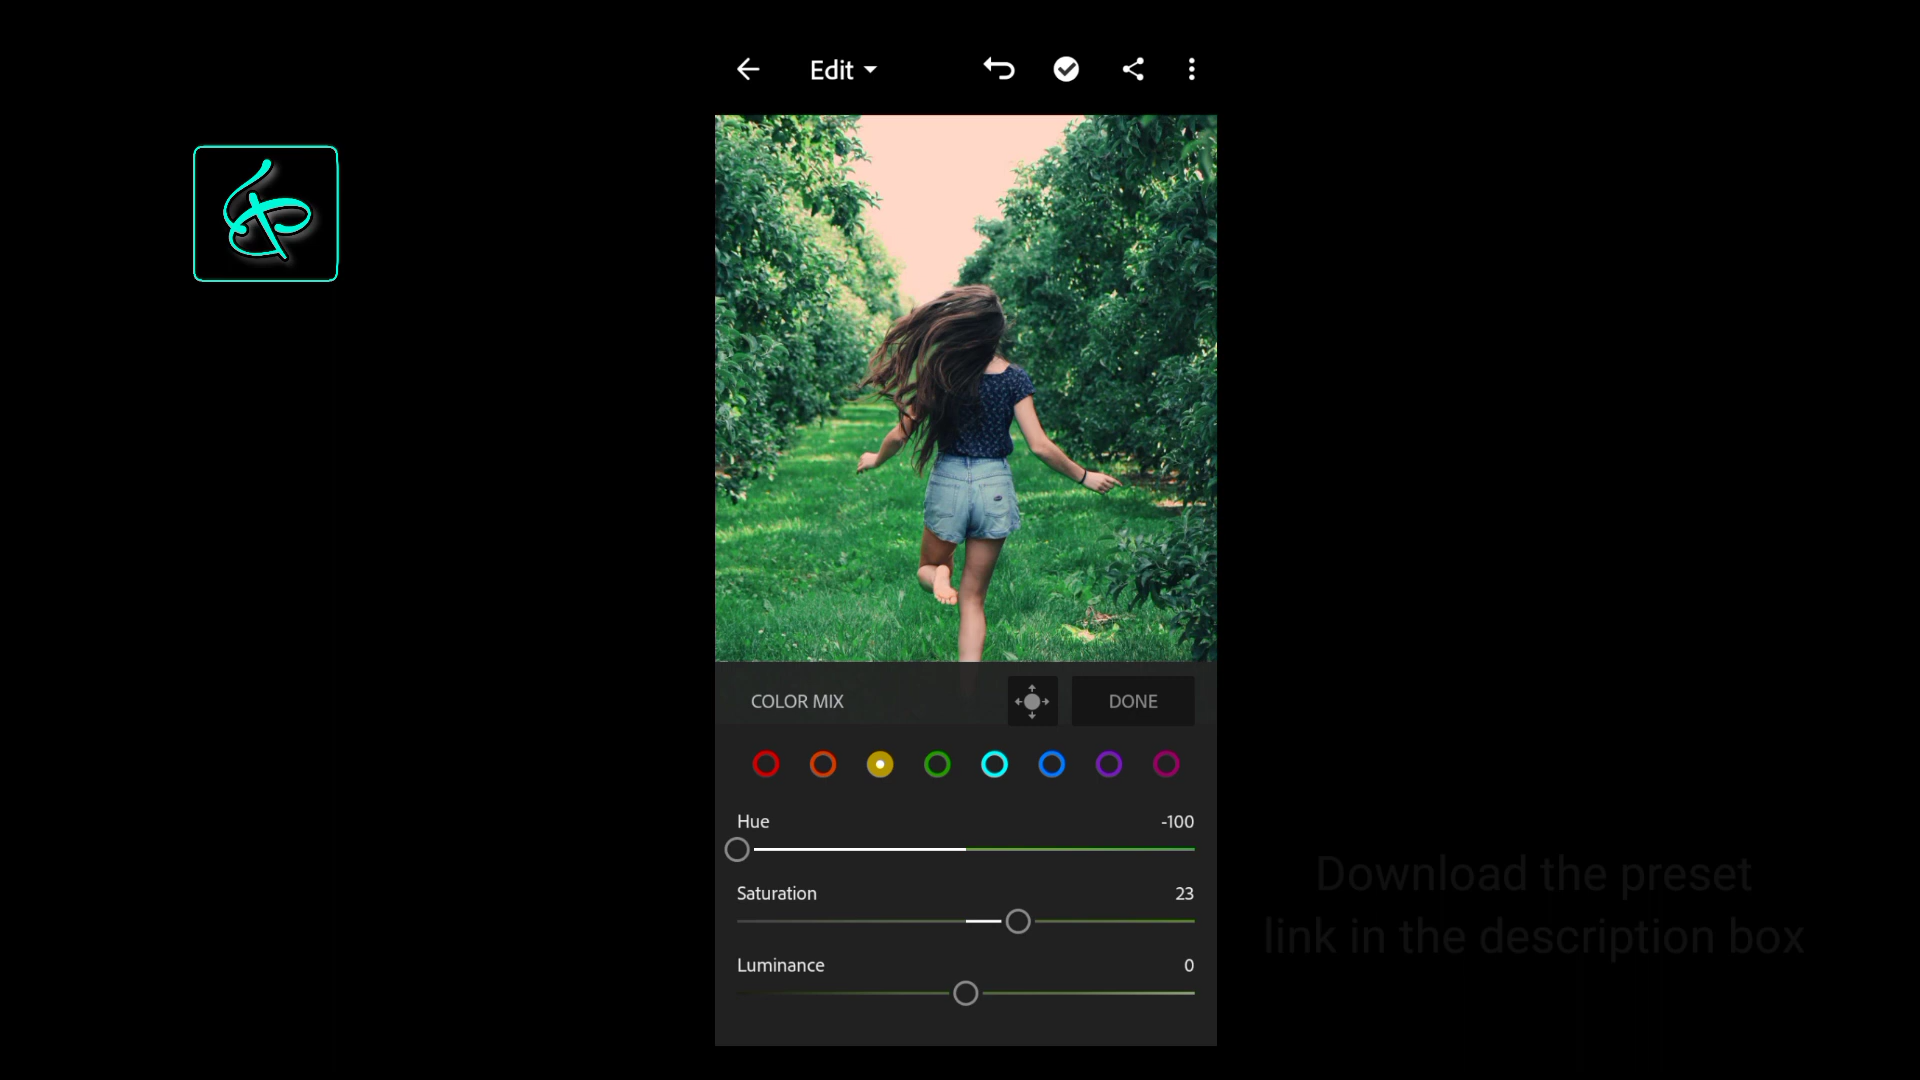 Edit
COLOR MIX
DONE
Hue
-100
Saturation
23
Luminance
0
Download the preset
link in the description box